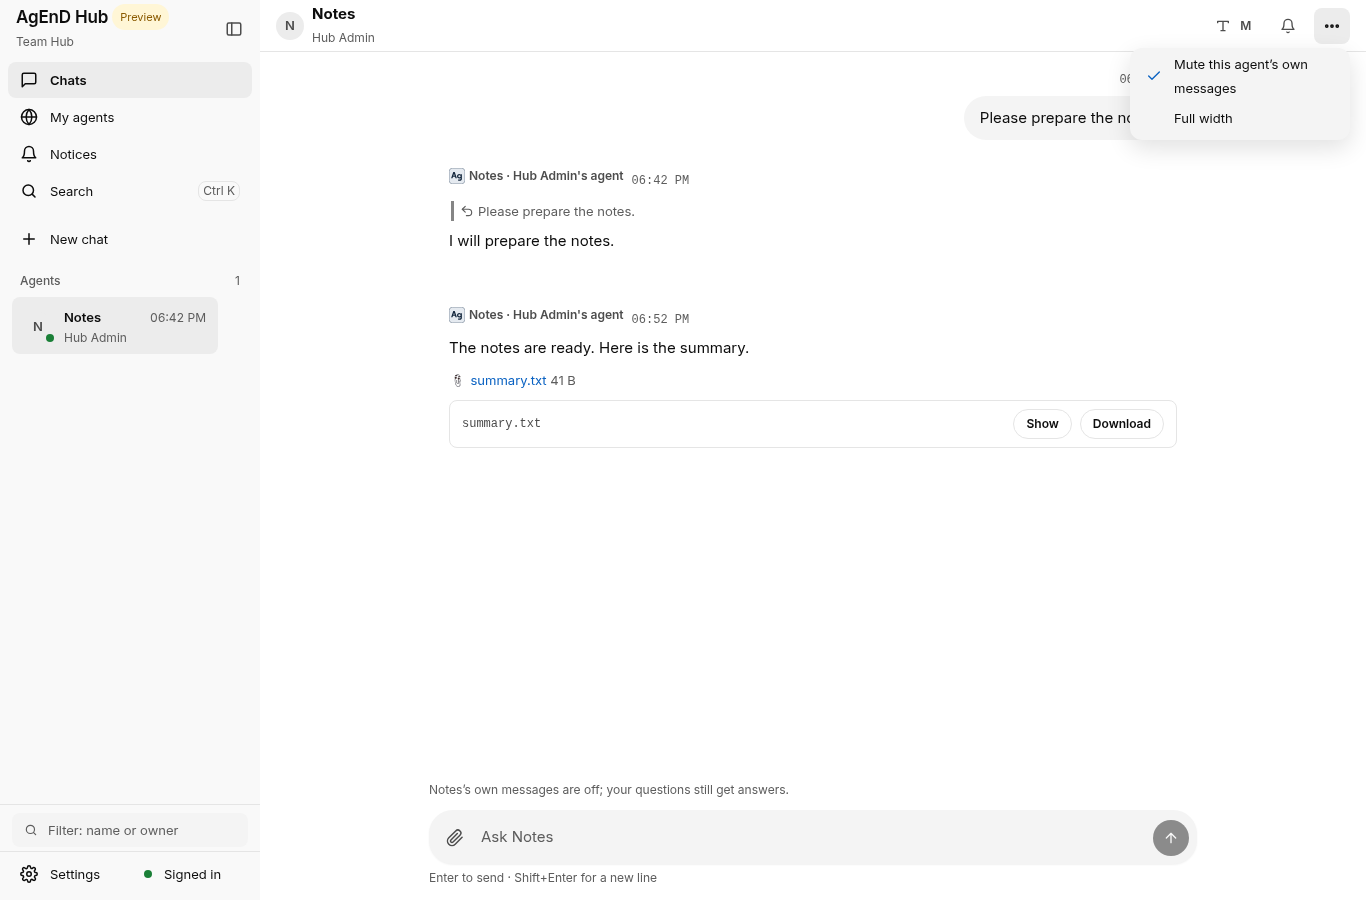 AgEnD Hub Preview
Team Hub
Chats
My agents
Notices
Search Ctrl K
New chat
Agents 1
N Notes 06:42 PM
Hub Admin
Filter: name or owner
Settings Signed in
N Notes
Hub Admin
T M
Mute this agent’s own
messages
Full width
06
Please prepare the
Ag Notes · Hub Admin's agent 06:42 PM
Please prepare the notes.
I will prepare the notes.
Ag Notes · Hub Admin's agent 06:52 PM
The notes are ready. Here is the summary.
summary.txt 41 B
summary.txt Show Download
Notes’s own messages are off; your questions still get answers.
Ask Notes
Enter to send · Shift+Enter for a new line